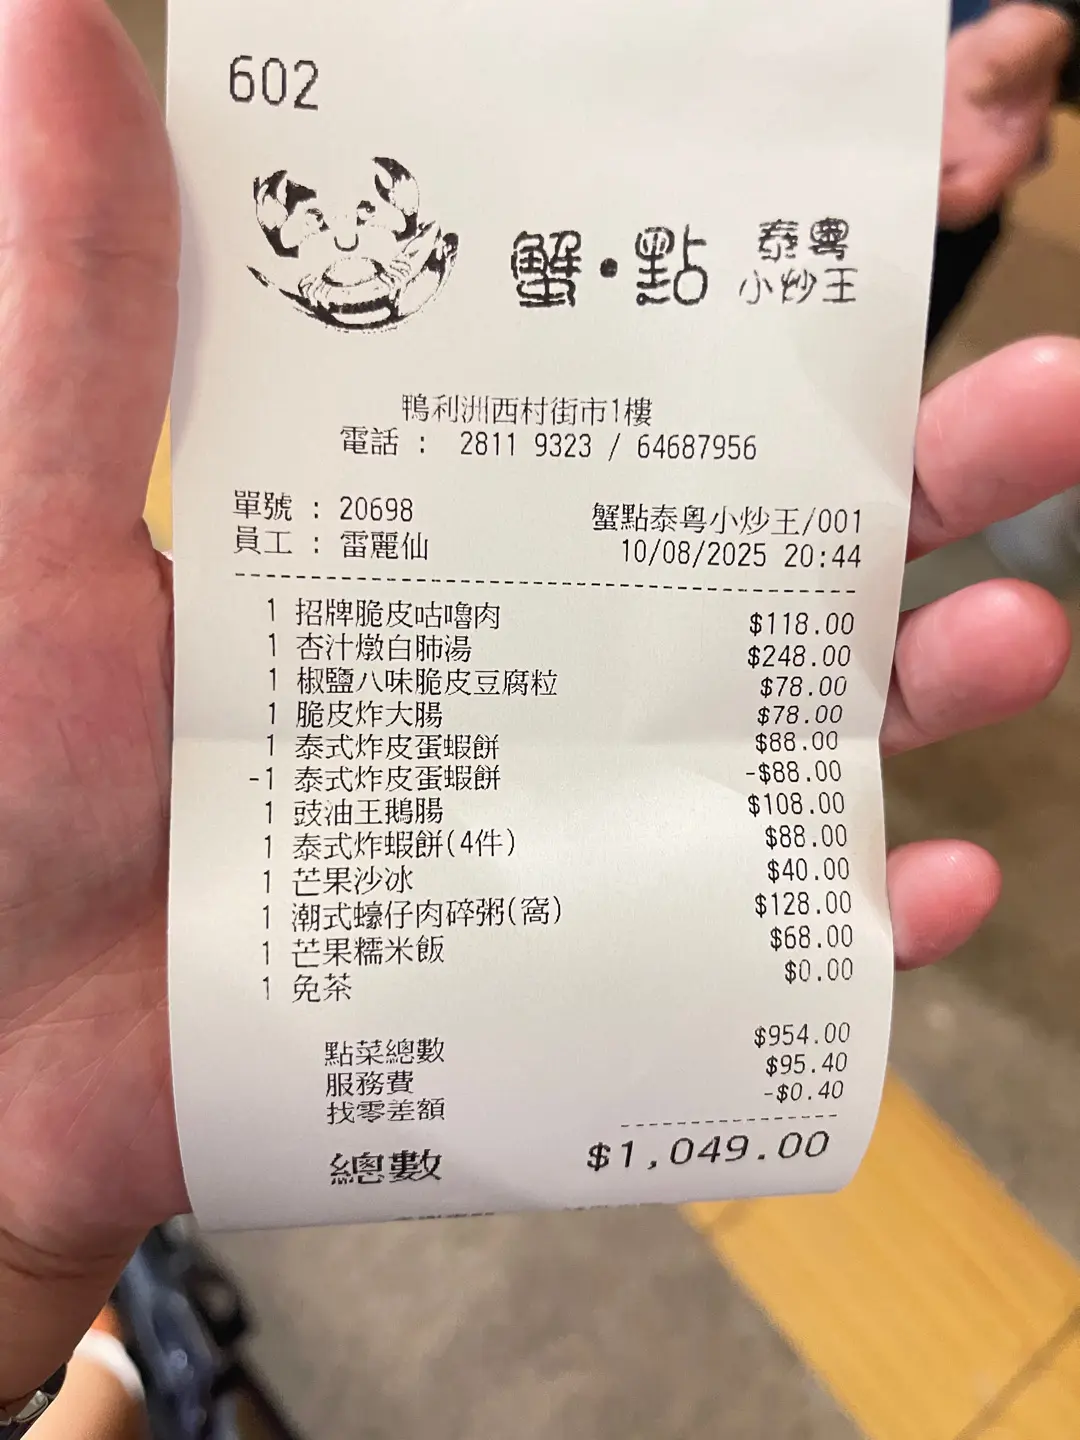 602
蟹·點 泰粵
小炒王
鴨利洲西村街市1樓
電話 : 2811 9323 / 64687956
單號 : 20698 蟹點泰粵小炒王/001
員工 : 雷麗仙 10/08/2025 20:44
1 招牌脆皮咕嚕肉 $118.00
1 杏汁燉白肺湯 $248.00
1 椒鹽八味脆皮豆腐粒 $78.00
1 脆皮炸大腸 $78.00
1 泰式炸皮蛋蝦餅 $88.00
-1 泰式炸皮蛋蝦餅 -$88.00
1 豉油王鵝腸 $108.00
1 泰式炸蝦餅(4件) $88.00
1 芒果沙冰 $40.00
1 潮式蠔仔肉碎粥(窩) $128.00
1 芒果糯米飯 $68.00
1 免茶 $0.00
點菜總數 $954.00
服務費 $95.40
找零差額 -$0.40
總數 $1,049.00